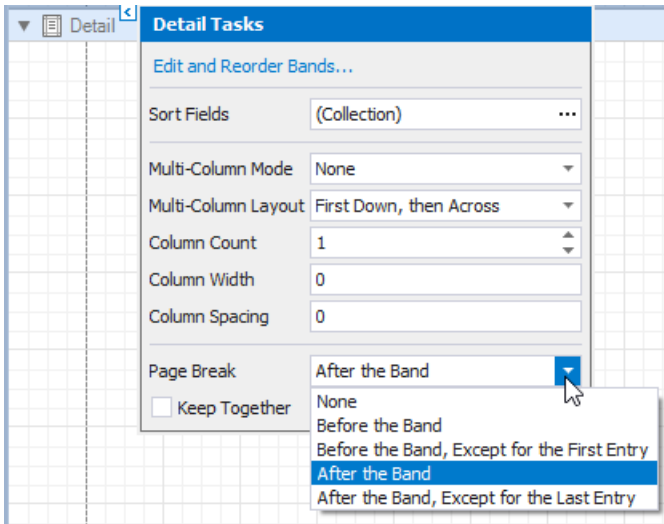 Detail
Detail Tasks
Edit and Reorder Bands...
Sort Fields (Collection) ...
Multi-Column Mode None
Multi-Column Layout First Down, then Across
Column Count 1
Column Width 0
Column Spacing 0
Page Break After the Band
Keep Together
None
Before the Band
Before the Band, Except for the First Entry
After the Band
After the Band, Except for the Last Entry